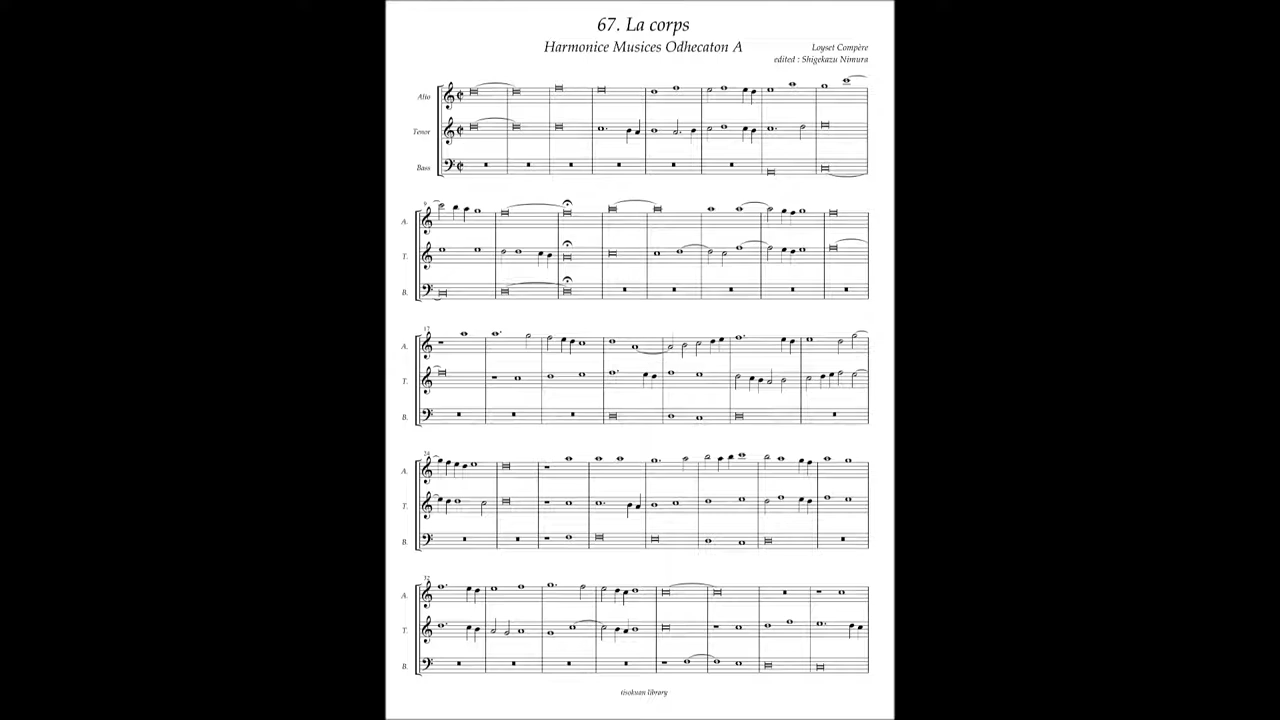 67. La corps
Harmonice Musices Odhecaton A
Loyset Compère
edited : Shigekazu Nimura
Alto
Tenor
Bass
9
A.
T.
B.
17
A.
T.
B.
24
A.
T.
B.
32
A.
T.
B.
tisokuan library